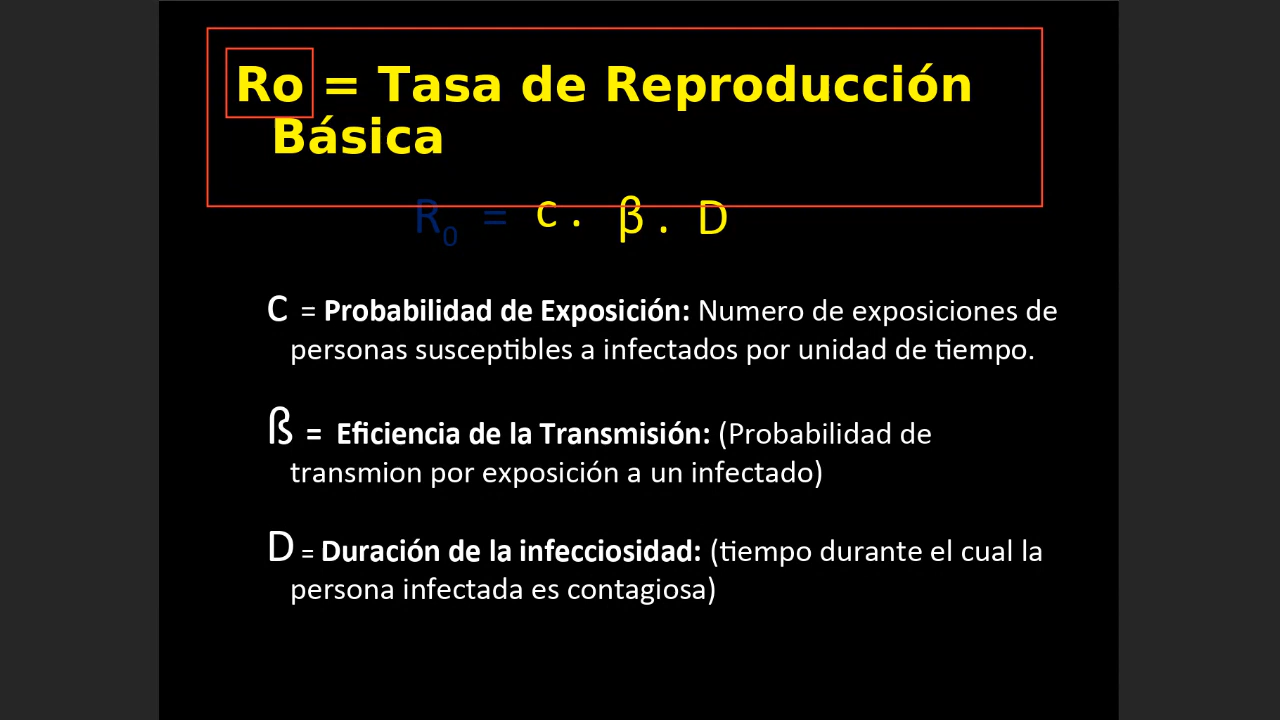 Ro = Tasa de Reproducción
Básica
R₀ = c . β . D
C = Probabilidad de Exposición: Numero de exposiciones de
personas susceptibles a infectados por unidad de tiempo.
ß = Eficiencia de la Transmisión: (Probabilidad de
transmion por exposición a un infectado)
D = Duración de la infecciosidad: (tiempo durante el cual la
persona infectada es contagiosa)